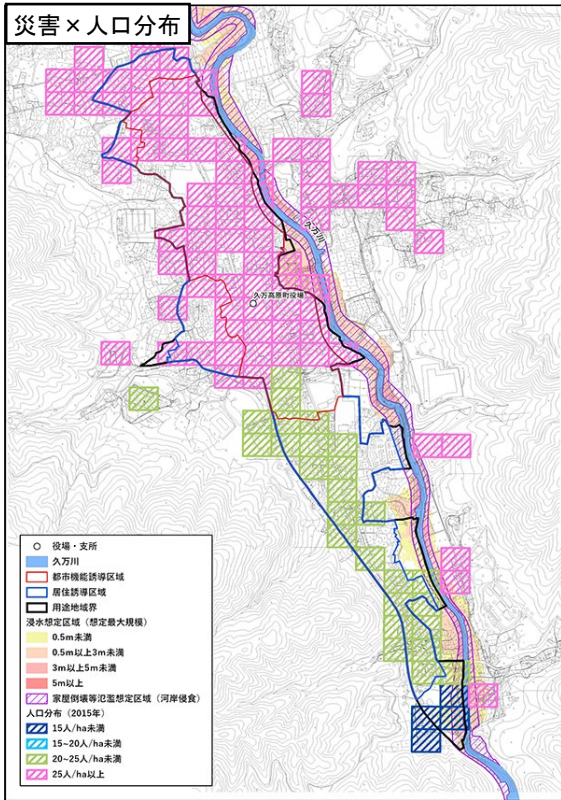 災害×人口分布
久万川
久万高原町役場
役場・支所
久万川
都市機能誘導区域
居住誘導区域
用途地域界
浸水想定区域（想定最大規模）
0.5m未満
0.5m以上3m未満
3m以上5m未満
5m以上
家屋倒壊等氾濫想定区域（河岸侵食）
人口分布（2015年）
15人/ha未満
15~20人/ha未満
20~25人/ha未満
25人/ha以上